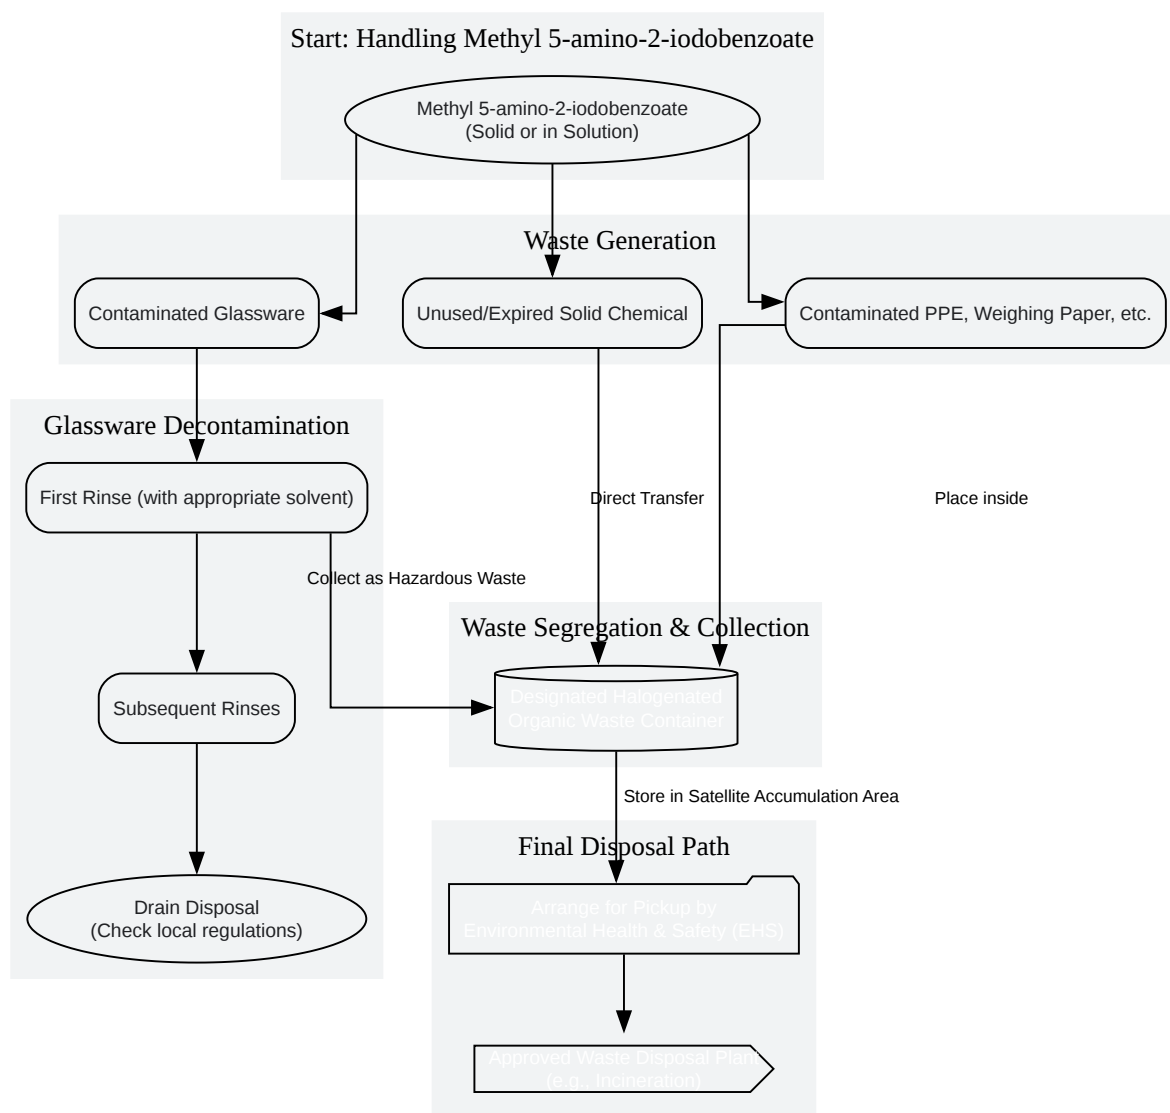 Start: Handling Methyl 5-amino-2-iodobenzoate
Methyl 5-amino-2-iodobenzoate
(Solid or in Solution)
Waste Generation
Contaminated Glassware
Unused/Expired Solid Chemical
Contaminated PPE, Weighing Paper, etc.
Glassware Decontamination
First Rinse (with appropriate solvent)
Direct Transfer
Place inside
Collect as Hazardous Waste
Waste Segregation & Collection
Designated Halogenated
Organic Waste Container
Subsequent Rinses
Store in Satellite Accumulation Area
Final Disposal Path
Drain Disposal
(Check local regulations)
Arrange for Pickup by
Environmental Health & Safety (EHS)
Approved Waste Disposal Plant
(e.g., Incineration)